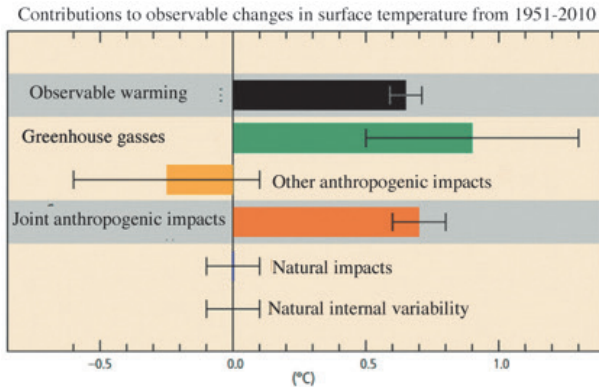 Contributions to observable changes in surface temperature from 1951-2010
Observable warming
Greenhouse gasses
Other anthropogenic impacts
Joint anthropogenic impacts
Natural impacts
Natural internal variability
−0.5 0.0 0.5 1.0
(°C)